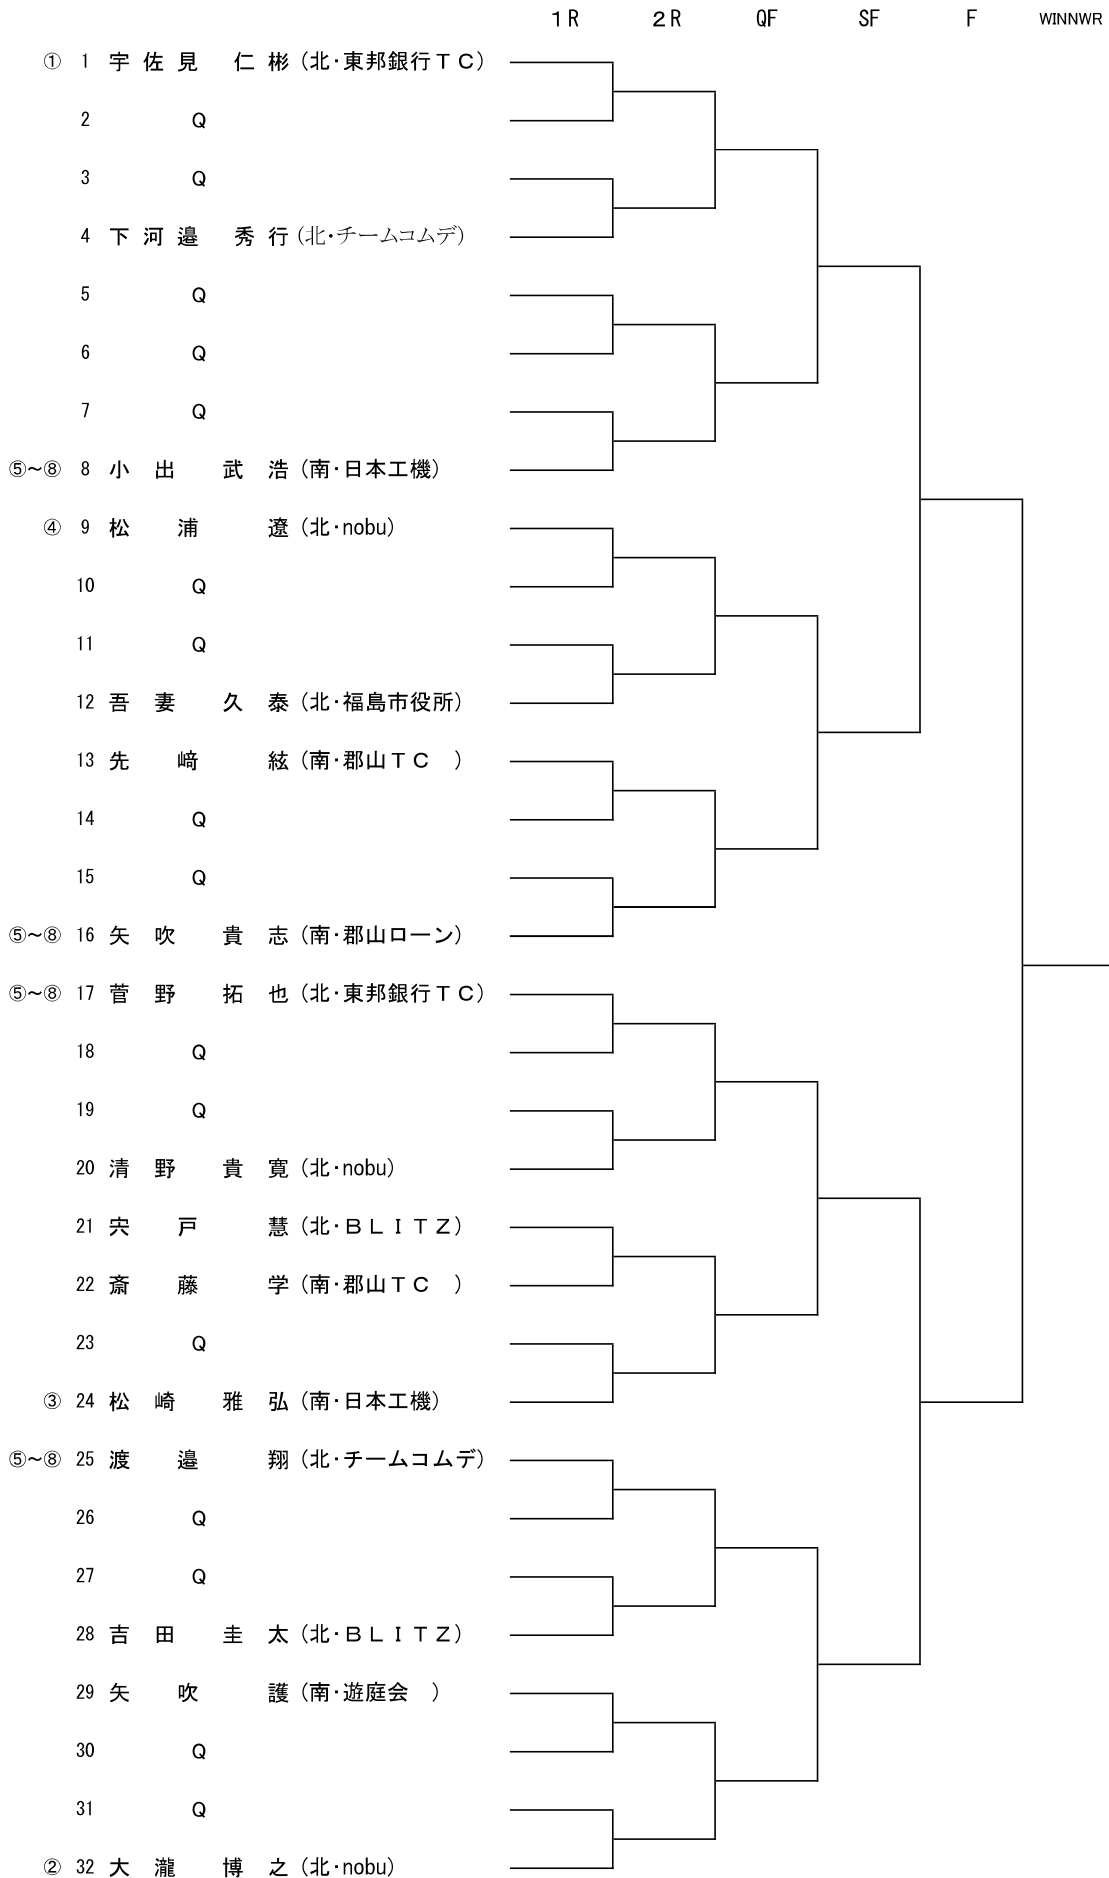 1R 2R QF SF F WINNWR
① 1 宇佐見 仁彬 (北・東邦銀行TC)
2 Q
3 Q
4 下河邉 秀行 (北・チームコムデ)
5 Q
6 Q
7 Q
⑤~⑧ 8 小出 武浩 (南・日本工機)
④ 9 松浦 遼 (北・nobu)
10 Q
11 Q
12 吾妻 久泰 (北・福島市役所)
13 先﨑 絃 (南・郡山TC )
14 Q
15 Q
⑤~⑧ 16 矢吹 貴志 (南・郡山ローン)
⑤~⑧ 17 菅野 拓也 (北・東邦銀行TC)
18 Q
19 Q
20 清野 貴寛 (北・nobu)
21 宍戸 慧 (北・BLITZ)
22 斎藤 学 (南・郡山TC )
23 Q
③ 24 松崎 雅弘 (南・日本工機)
⑤~⑧ 25 渡邉 翔 (北・チームコムデ)
26 Q
27 Q
28 吉田 圭太 (北・BLITZ)
29 矢吹 護 (南・遊庭会 )
30 Q
31 Q
② 32 大瀧 博之 (北・nobu)